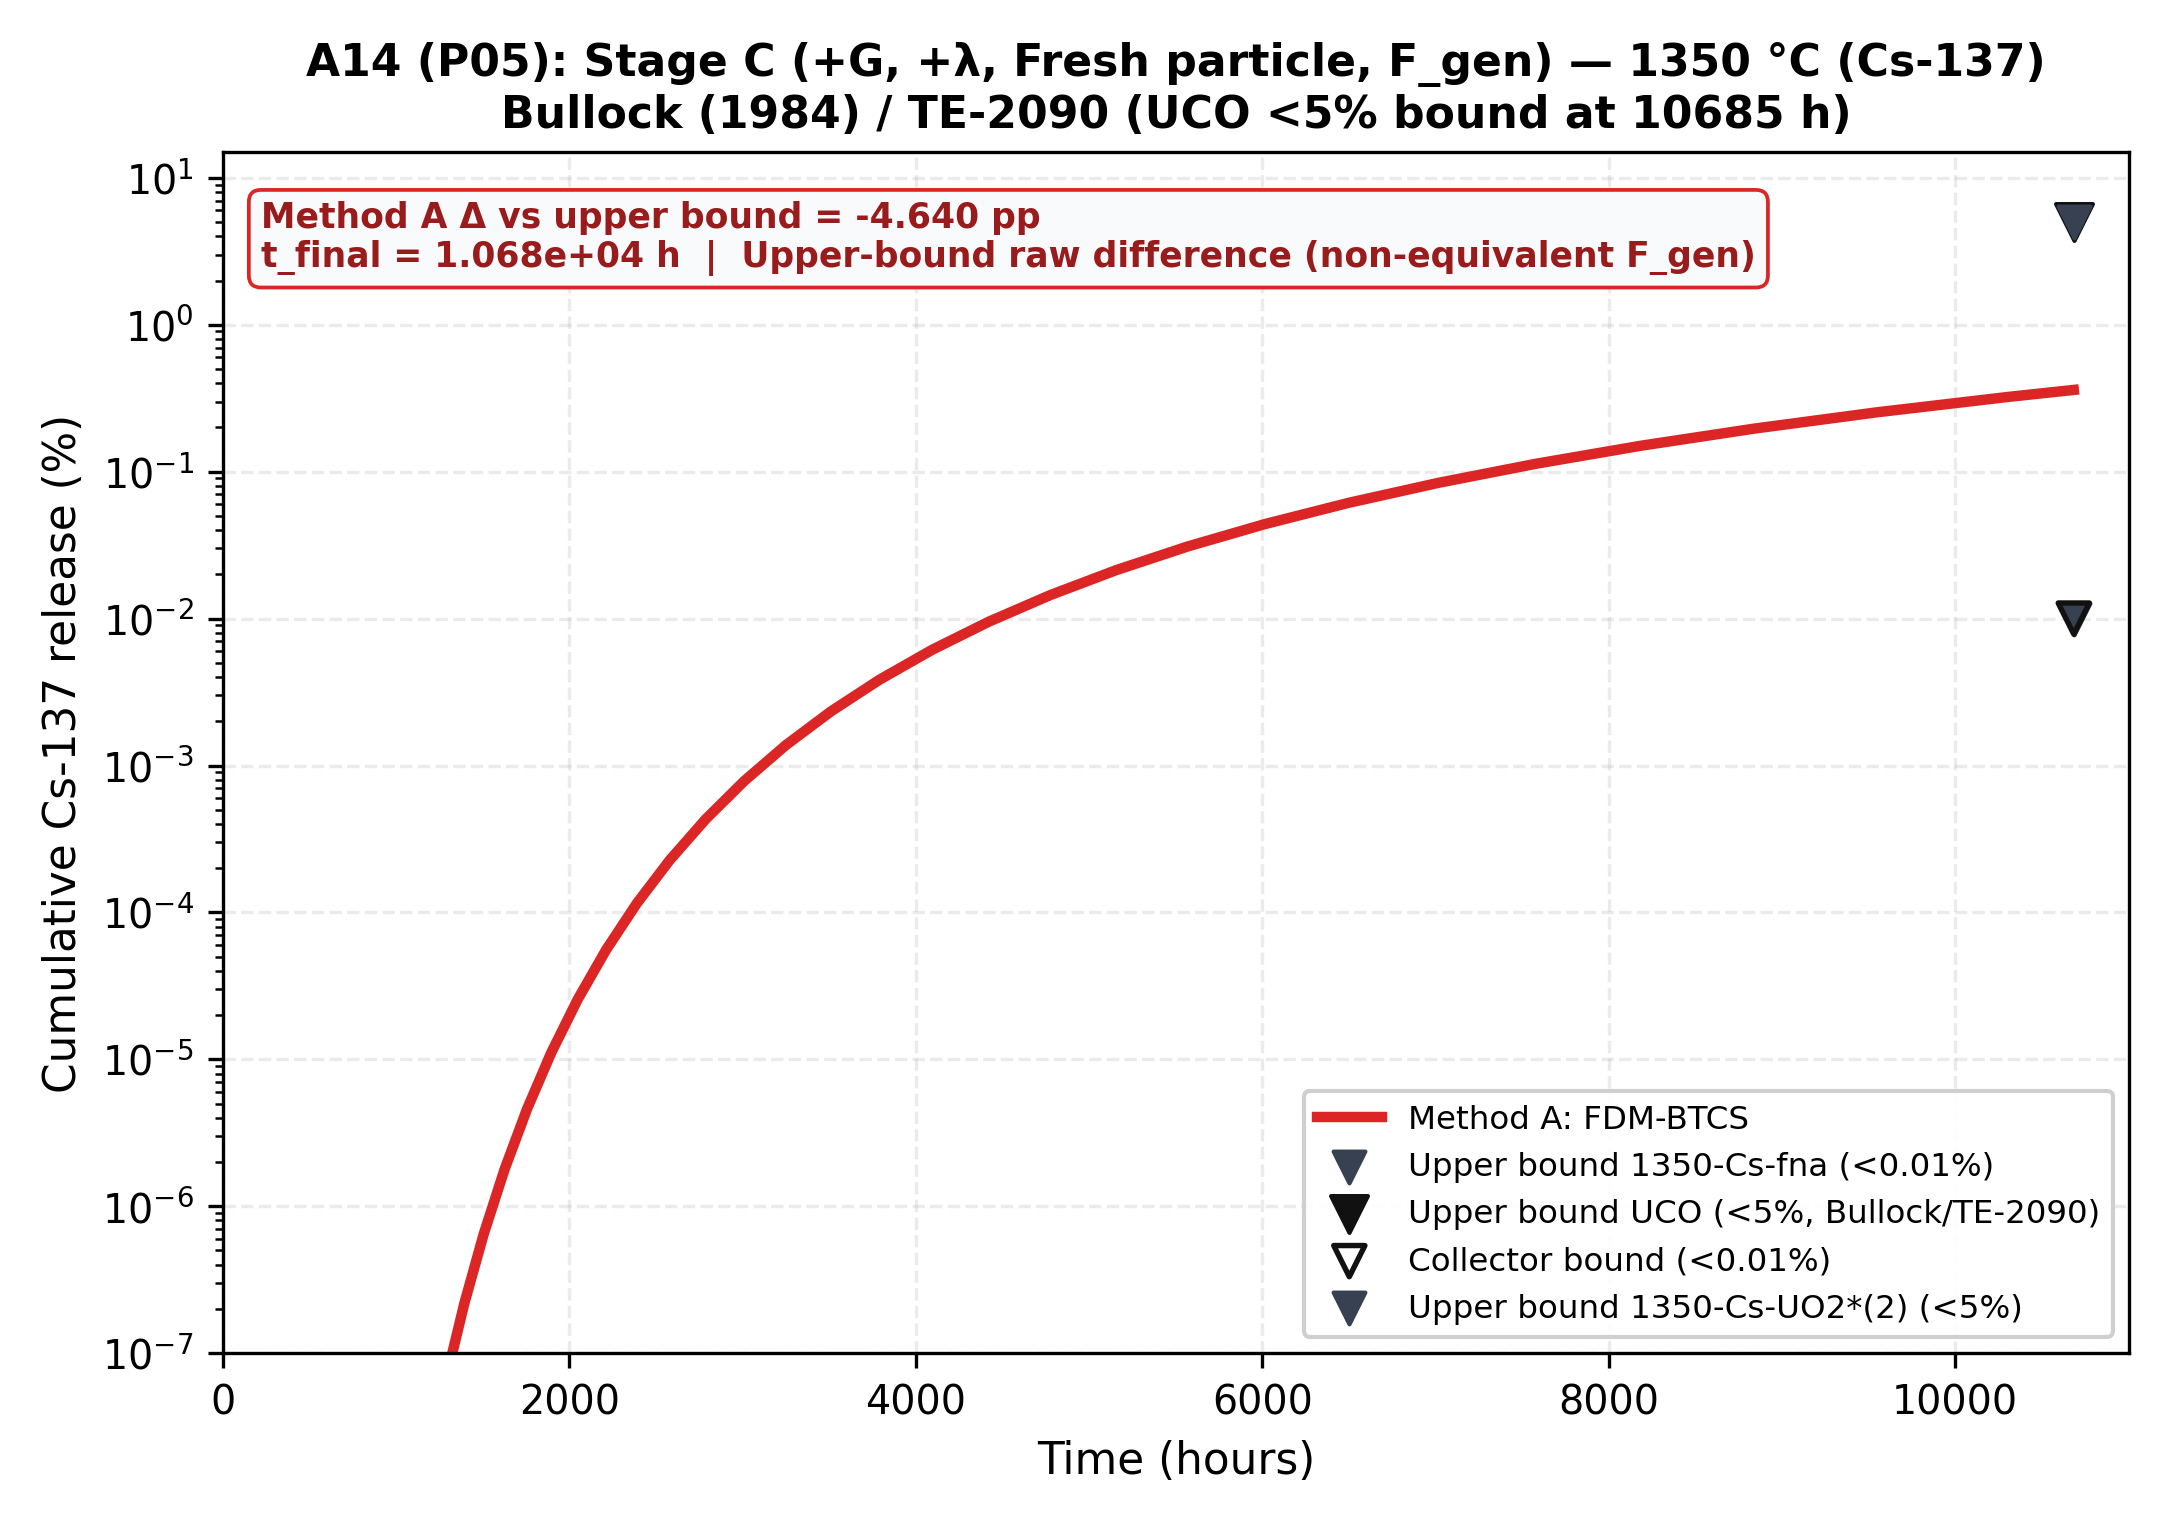 A14 (P05): Stage C (+G, +λ, Fresh particle, F_gen) — 1350 °C (Cs-137)
Bullock (1984) / TE-2090 (UCO <5% bound at 10685 h)
Method A Δ vs upper bound = -4.640 pp
t_final = 1.068e+04 h | Upper-bound raw difference (non-equivalent F_gen)
Cumulative Cs-137 release (%)
10¹
10⁰
10⁻¹
10⁻²
10⁻³
10⁻⁴
10⁻⁵
10⁻⁶
10⁻⁷
Method A: FDM-BTCS
Upper bound 1350-Cs-fna (<0.01%)
Upper bound UCO (<5%, Bullock/TE-2090)
Collector bound (<0.01%)
Upper bound 1350-Cs-UO2*(2) (<5%)
0 2000 4000 6000 8000 10000
Time (hours)